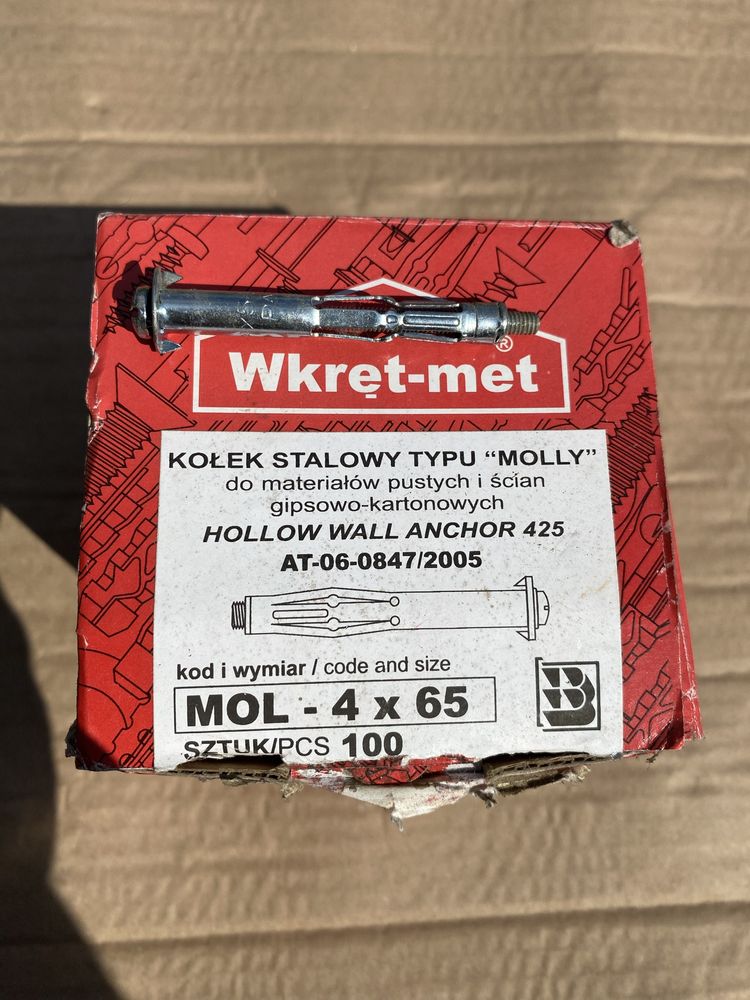 Wkręt-met
®
KOŁEK STALOWY TYPU “MOLLY”
do materiałów pustych i ścian
gipsowo-kartonowych
HOLLOW WALL ANCHOR 425
AT-06-0847/2005
kod i wymiar / code and size
MOL - 4 x 65
SZTUK/PCS 100
B